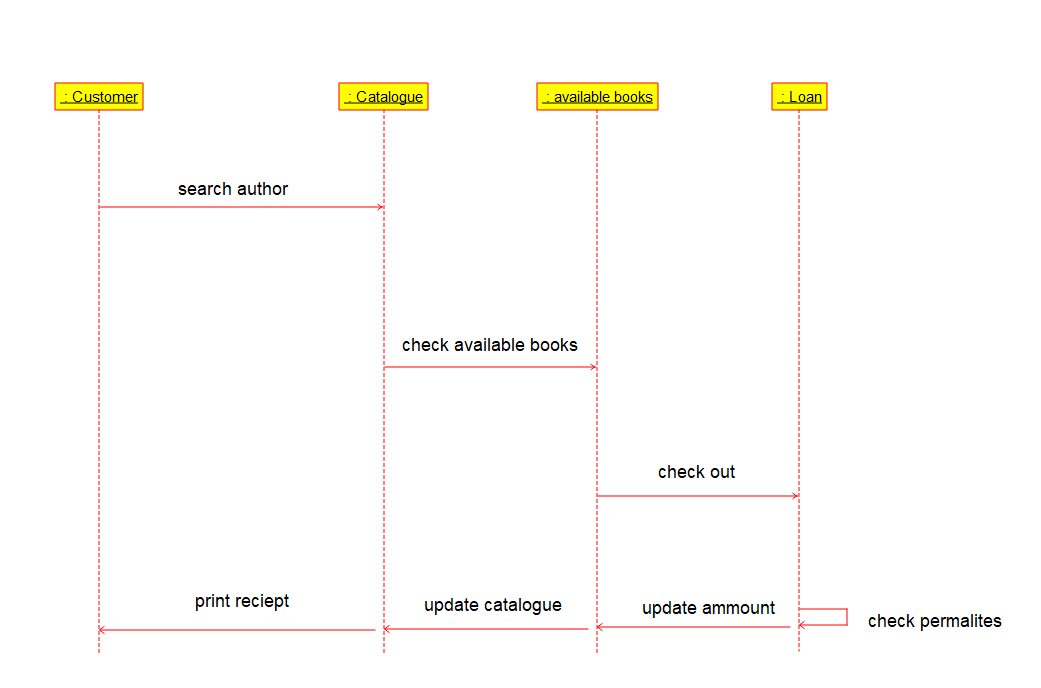 : Customer
: Catalogue
: available books
: Loan
search author
check available books
check out
print reciept
update catalogue
update ammount
check permalites